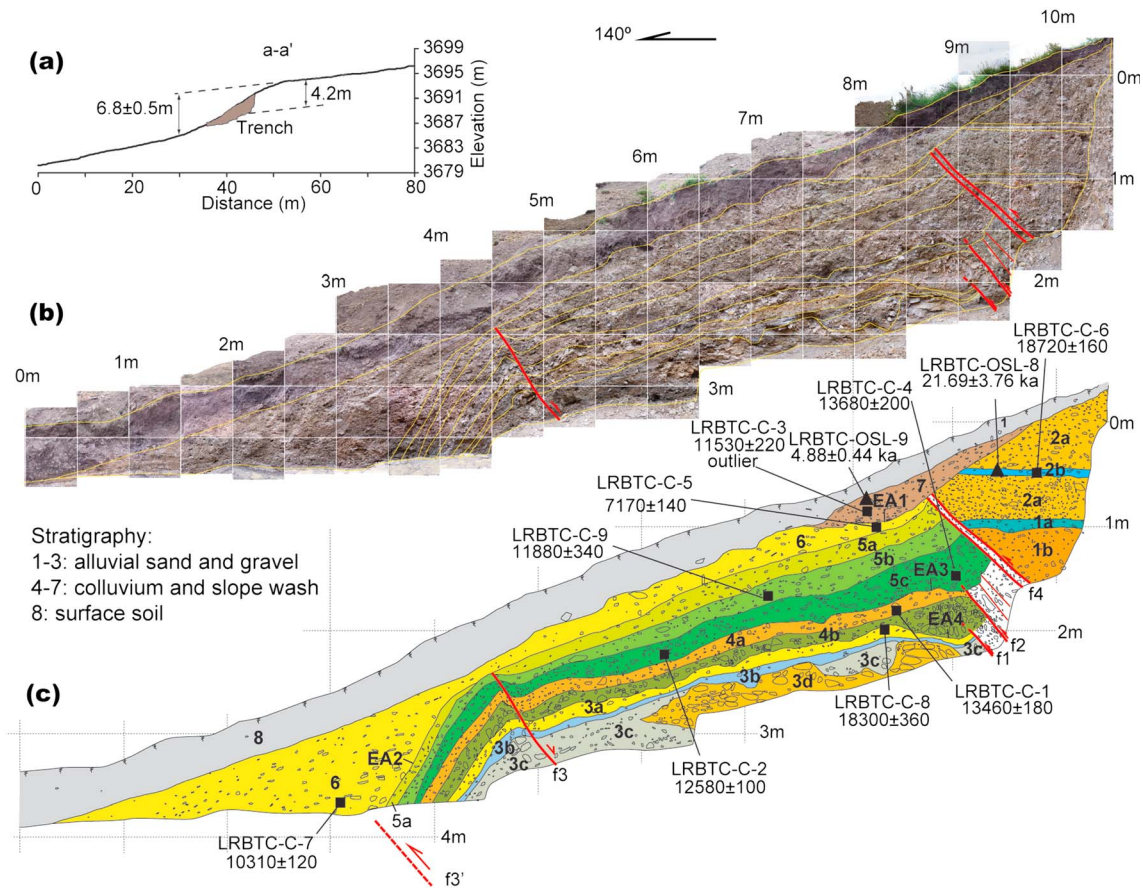 (a)
a-a'
3699
3695
3691
3687
3683
3679
Elevation (m)
6.8±0.5m
4.2m
Trench
0
20
40
60
80
Distance (m)
140º
(b)
0m
1m
2m
3m
4m
5m
6m
7m
8m
9m
10m
0m
1m
2m
3m
Stratigraphy:
1-3: alluvial sand and gravel
4-7: colluvium and slope wash
8: surface soil
(c)
LRBTC-C-6
18720±160
LRBTC-OSL-8
21.69±3.76 ka
LRBTC-C-4
13680±200
LRBTC-C-3
11530±220
outlier
LRBTC-OSL-9
4.88±0.44 ka
LRBTC-C-5
7170±140
LRBTC-C-9
11880±340
0m
1m
2m
3m
4m
1
2a
2b
2a
1a
1b
7
EA1
6
5a
5b
5c
EA3
4a
4b
EA4
3a
3b
3c
3d
3c
3c
3b
3c
8
EA2
6
5a
f4
f2
f1
f3
f3'
LRBTC-C-1
13460±180
LRBTC-C-8
18300±360
LRBTC-C-2
12580±100
LRBTC-C-7
10310±120